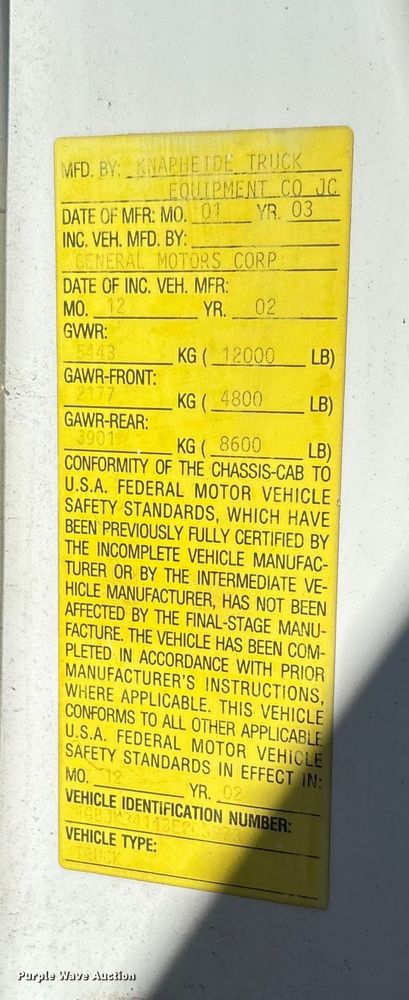 MFD. BY: KNAPHEIDE TRUCK
EQUIPMENT CO JC
DATE OF MFR: MO. 01 YR. 03
INC. VEH. MFD. BY:
GENERAL MOTORS CORP
DATE OF INC. VEH. MFR:
MO. 12 YR. 02
GVWR:
5443 KG ( 12000 LB)
GAWR-FRONT:
2177 KG ( 4800 LB)
GAWR-REAR:
3901 KG ( 8600 LB)
CONFORMITY OF THE CHASSIS-CAB TO
U.S.A. FEDERAL MOTOR VEHICLE
SAFETY STANDARDS, WHICH HAVE
BEEN PREVIOUSLY FULLY CERTIFIED BY
THE INCOMPLETE VEHICLE MANUFAC-
TURER OR BY THE INTERMEDIATE VE-
HICLE MANUFACTURER, HAS NOT BEEN
AFFECTED BY THE FINAL-STAGE MANU-
FACTURE. THE VEHICLE HAS BEEN COM-
PLETED IN ACCORDANCE WITH PRIOR
MANUFACTURER'S INSTRUCTIONS,
WHERE APPLICABLE. THIS VEHICLE
CONFORMS TO ALL OTHER APPLICABLE
U.S.A. FEDERAL MOTOR VEHICLE
SAFETY STANDARDS IN EFFECT IN:
MO. 12 YR. 02
VEHICLE IDENTIFICATION NUMBER:
VEHICLE TYPE:
TRUCK
Purple Wave Auction